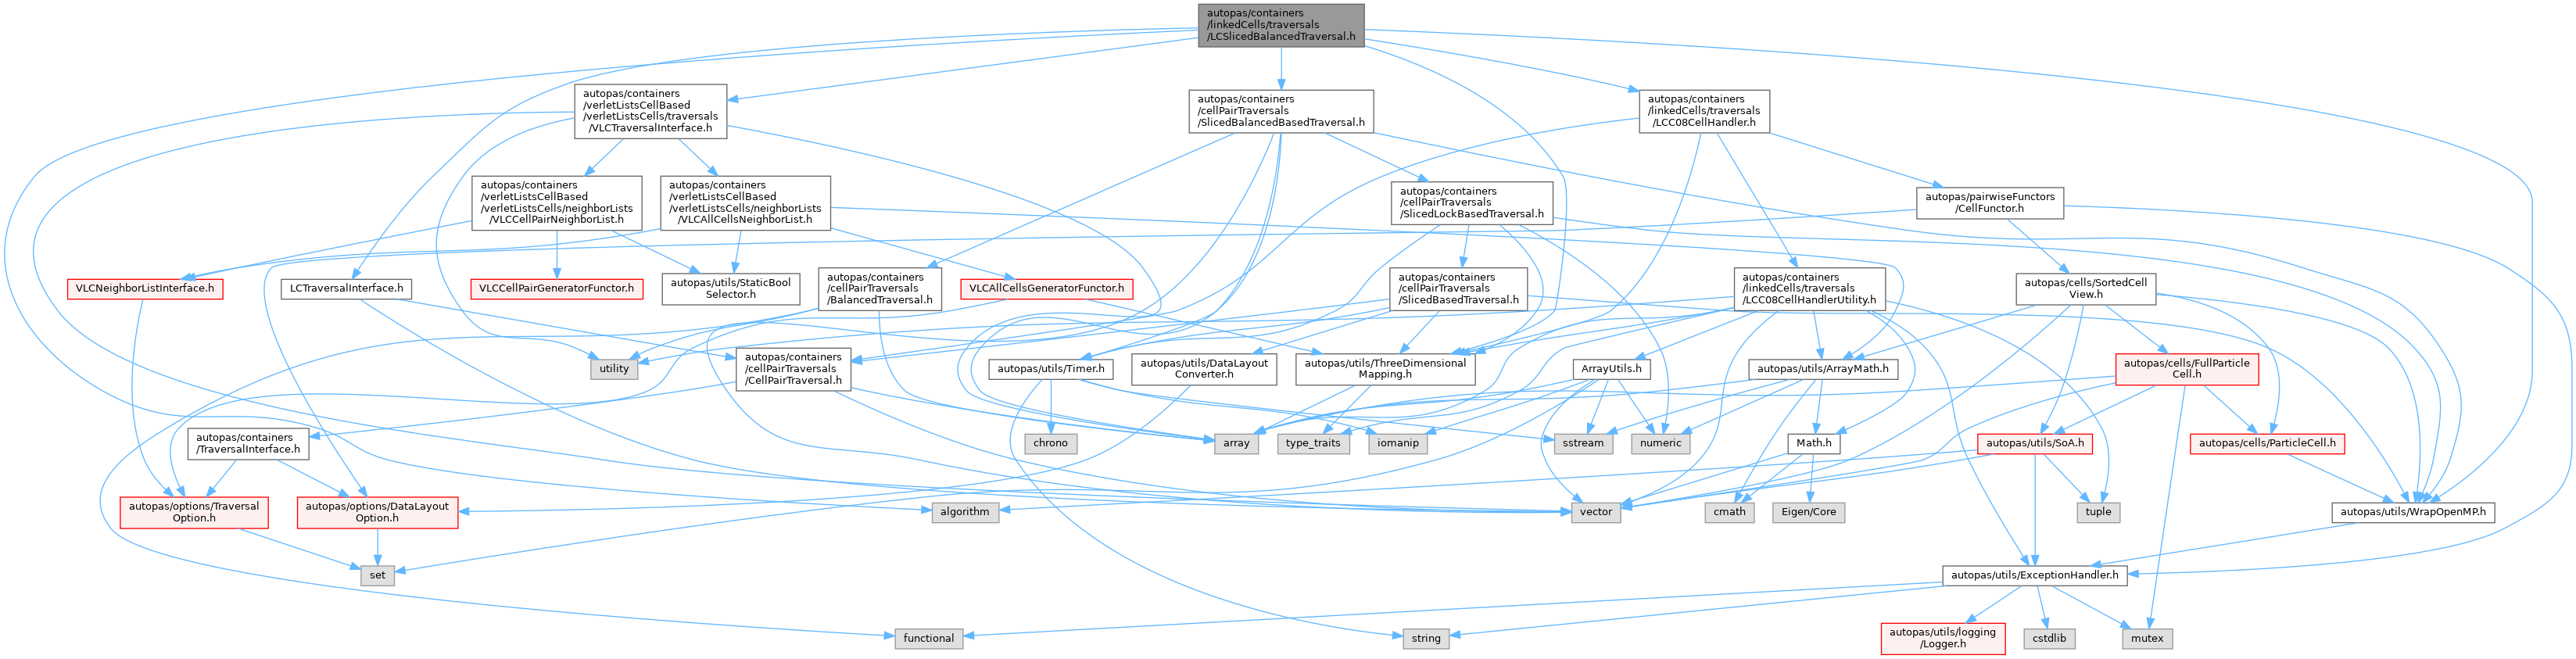 autopas/containers
/linkedCells/traversals
/LCSlicedBalancedTraversal.h
autopas/containers
/verletListsCellBased
/verletListsCells/traversals
/VLCTraversalInterface.h
autopas/containers
/cellPairTraversals
/SlicedBalancedBasedTraversal.h
autopas/containers
/linkedCells/traversals
/LCC08CellHandler.h
autopas/containers
/verletListsCellBased
/verletListsCells/neighborLists
/VLCCellPairNeighborList.h
autopas/containers
/verletListsCellBased
/verletListsCells/neighborLists
/VLCAllCellsNeighborList.h
autopas/containers
/cellPairTraversals
/SlicedLockBasedTraversal.h
autopas/pairwiseFunctors
/CellFunctor.h
VLCNeighborListInterface.h
LCTraversalInterface.h
VLCCellPairGeneratorFunctor.h
autopas/utils/StaticBool
Selector.h
autopas/containers
/cellPairTraversals
/BalancedTraversal.h
VLCAllCellsGeneratorFunctor.h
autopas/containers
/cellPairTraversals
/SlicedBasedTraversal.h
autopas/containers
/linkedCells/traversals
/LCC08CellHandlerUtility.h
autopas/cells/SortedCell
View.h
utility
autopas/containers
/cellPairTraversals
/CellPairTraversal.h
autopas/utils/Timer.h
autopas/utils/DataLayout
Converter.h
autopas/utils/ThreeDimensional
Mapping.h
ArrayUtils.h
autopas/utils/ArrayMath.h
autopas/cells/FullParticle
Cell.h
autopas/containers
/TraversalInterface.h
chrono
array
type_traits
iomanip
sstream
numeric
Math.h
autopas/utils/SoA.h
autopas/cells/ParticleCell.h
autopas/options/Traversal
Option.h
autopas/options/DataLayout
Option.h
algorithm
vector
cmath
Eigen/Core
tuple
autopas/utils/WrapOpenMP.h
set
autopas/utils/ExceptionHandler.h
functional
string
autopas/utils/logging
/Logger.h
cstdlib
mutex